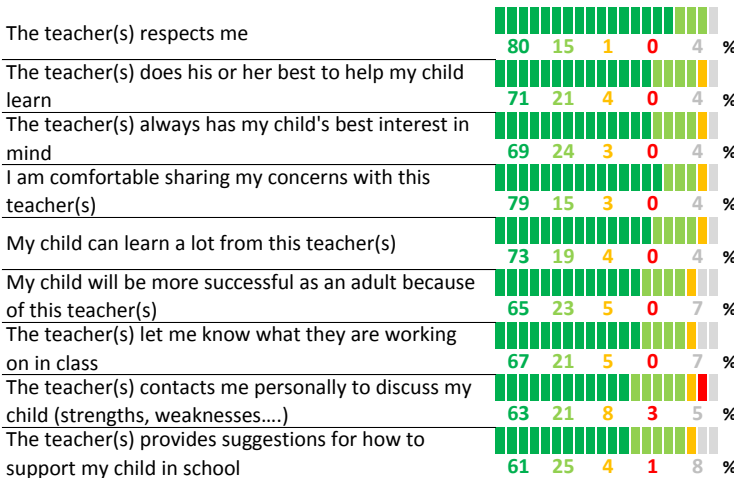 The teacher(s) respects me
80 15 1 0 4 %
The teacher(s) does his or her best to help my child
learn
71 21 4 0 4 %
The teacher(s) always has my child's best interest in
mind
69 24 3 0 4 %
I am comfortable sharing my concerns with this
teacher(s)
79 15 3 0 4 %
My child can learn a lot from this teacher(s)
73 19 4 0 4 %
My child will be more successful as an adult because
of this teacher(s)
65 23 5 0 7 %
The teacher(s) let me know what they are working
on in class
67 21 5 0 7 %
The teacher(s) contacts me personally to discuss my
child (strengths, weaknesses....)
63 21 8 3 5 %
The teacher(s) provides suggestions for how to
support my child in school
61 25 4 1 8 %